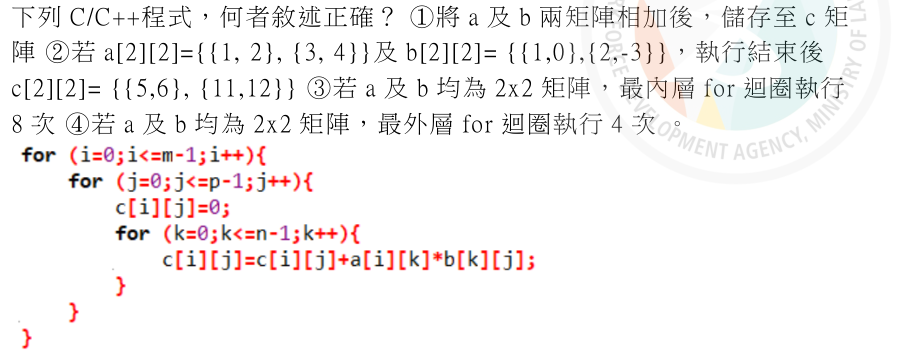 下列 C/C++程式，何者敘述正確？ ①將 a 及 b 兩矩陣相加後，儲存至 c 矩
陣 ②若 a[2][2]={{1, 2}, {3, 4}}及 b[2][2]= {{1,0},{2,-3}}，執行結束後
c[2][2]= {{5,6}, {11,12}} ③若 a 及 b 均為 2x2 矩陣，最內層 for 迴圈執行
8 次 ④若 a 及 b 均為 2x2 矩陣，最外層 for 迴圈執行 4 次 。
for (i=0;i<=m-1;i++){
    for (j=0;j<=p-1;j++){
        c[i][j]=0;
        for (k=0;k<=n-1;k++){
            c[i][j]=c[i][j]+a[i][k]*b[k][j];
        }
    }
}
OPMENT AGENCY, MINISTRY OF LA